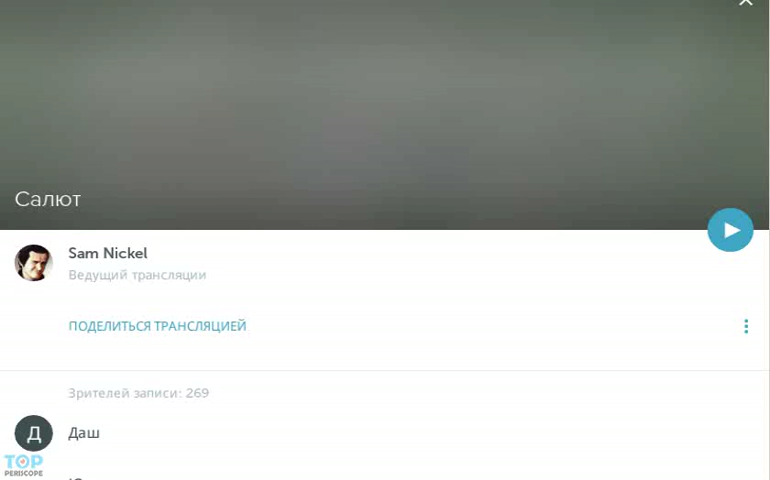 Салют
Sam Nickel
Ведущий трансляции
ПОДЕЛИТЬСЯ ТРАНСЛЯЦИЕЙ
Зрителей записи: 269
Д
Даш
TOP
PERISCOPE